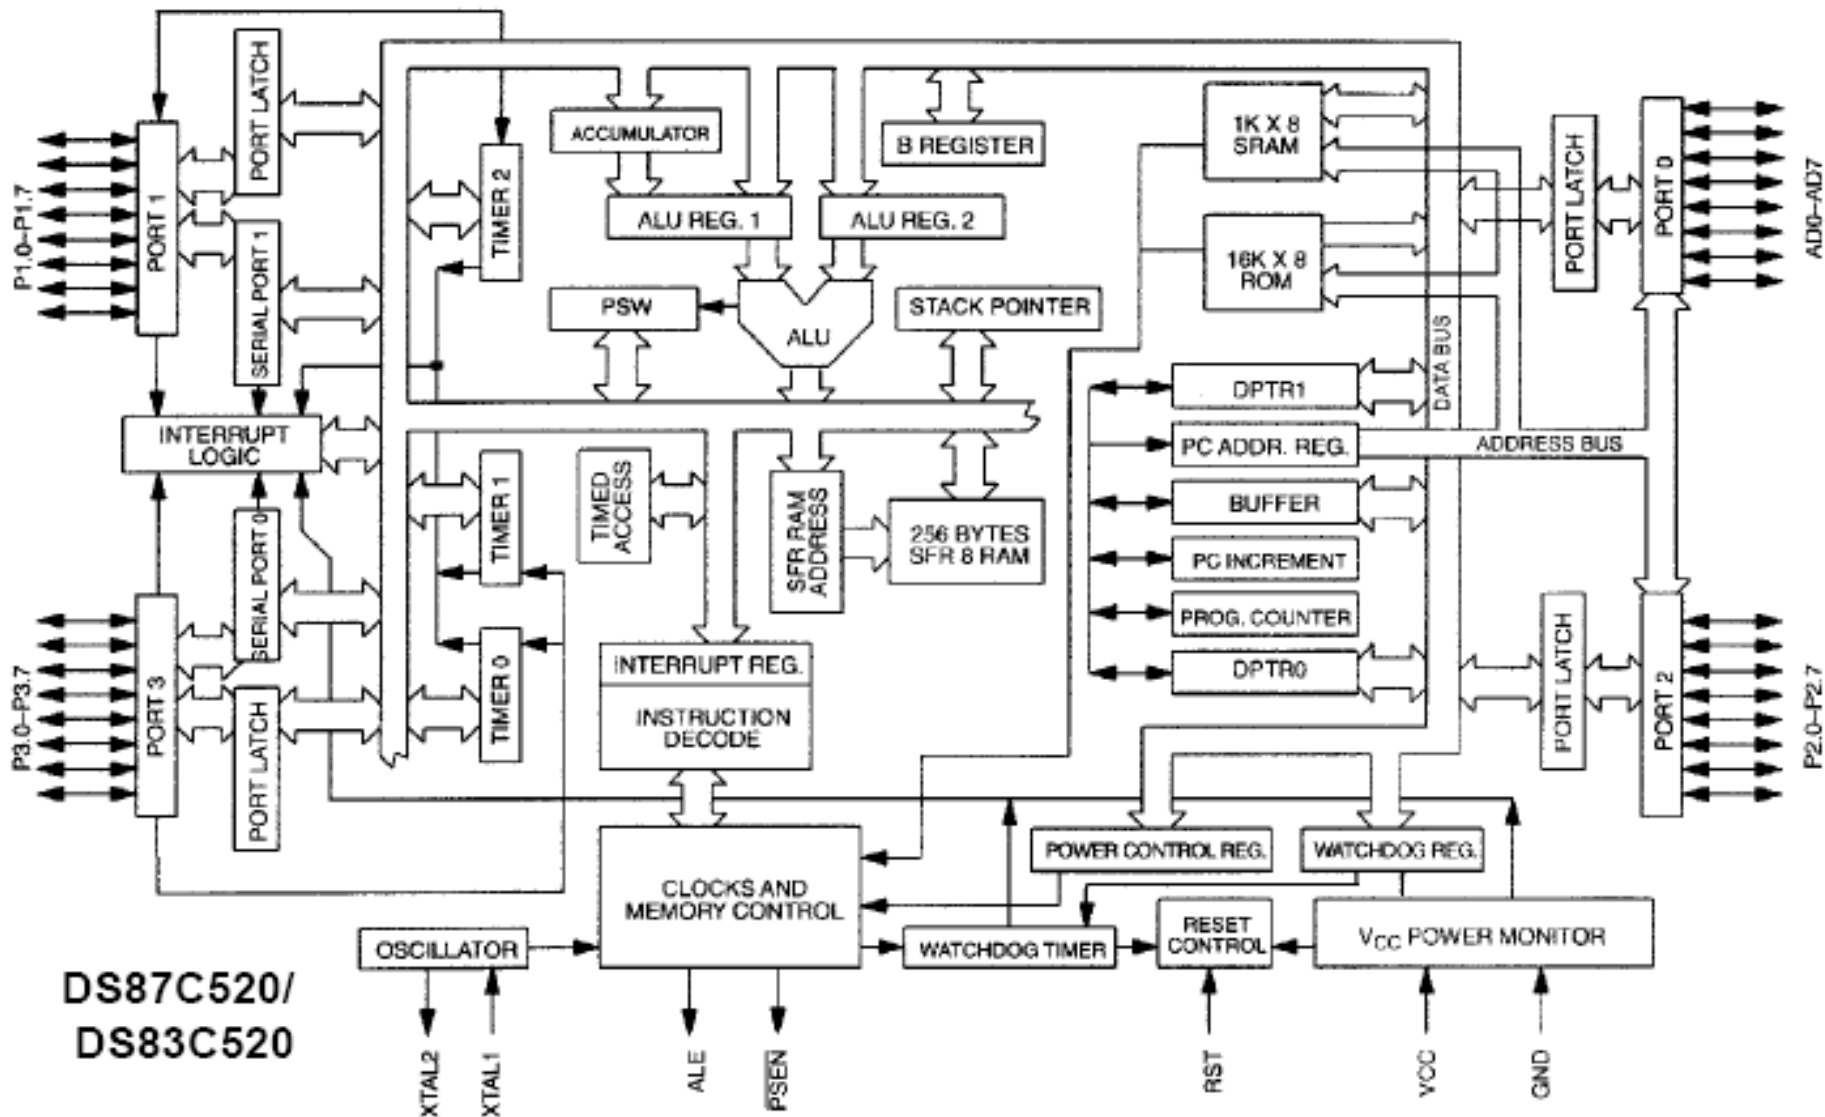 PORT LATCH
PORT 1
P1.0–P1.7
SERIAL PORT 1
TIMER 2
ACCUMULATOR
B REGISTER
ALU REG. 1
ALU REG. 2
PSW
ALU
STACK POINTER
1K X 8
SRAM
16K X 8
ROM
PORT LATCH
PORT 0
AD0–AD7
DATA BUS
INTERRUPT
LOGIC
DPTR1
PC ADDR. REG.
ADDRESS BUS
BUFFER
PC INCREMENT
PROG. COUNTER
DPTR0
TIMER 1
TIMED
ACCESS
SFR RAM
ADDRESS
256 BYTES
SFR 8 RAM
SERIAL PORT 0
PORT 3
P3.0–P3.7
PORT LATCH
TIMER 0
INTERRUPT REG.
INSTRUCTION
DECODE
PORT LATCH
PORT 2
P2.0–P2.7
CLOCKS AND
MEMORY CONTROL
POWER CONTROL REG.
WATCHDOG REG.
OSCILLATOR
WATCHDOG TIMER
RESET
CONTROL
VCC POWER MONITOR
DS87C520/
DS83C520
XTAL2
XTAL1
ALE
PSEN
RST
VCC
GND